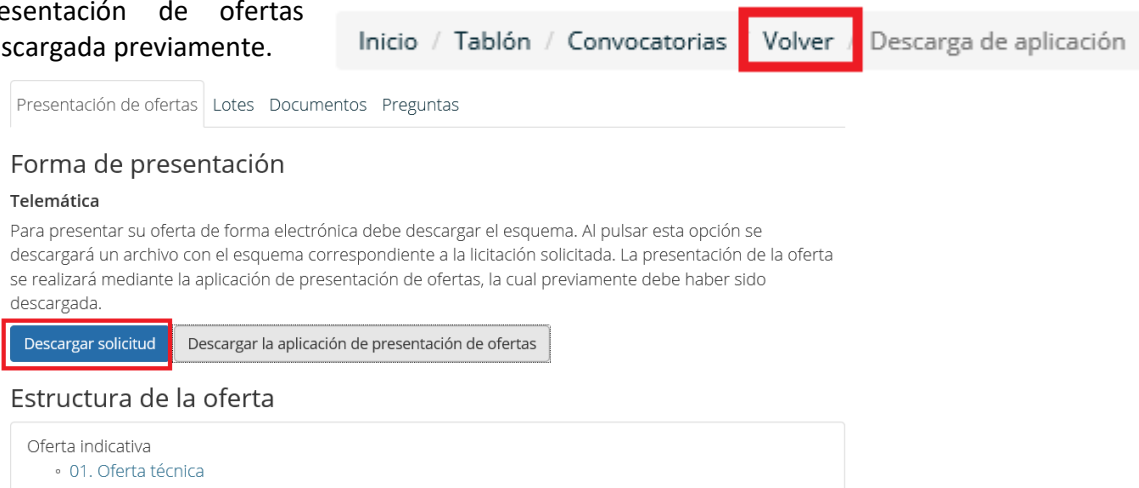 presentación de ofertas
descargada previamente.
Inicio / Tablón / Convocatorias / Volver / Descarga de aplicación
Presentación de ofertas Lotes Documentos Preguntas
Forma de presentación
Telemática
Para presentar su oferta de forma electrónica debe descargar el esquema. Al pulsar esta opción se
descargará un archivo con el esquema correspondiente a la licitación solicitada. La presentación de la oferta
se realizará mediante la aplicación de presentación de ofertas, la cual previamente debe haber sido
descargada.
Descargar solicitud Descargar la aplicación de presentación de ofertas
Estructura de la oferta
Oferta indicativa
◦ 01. Oferta técnica